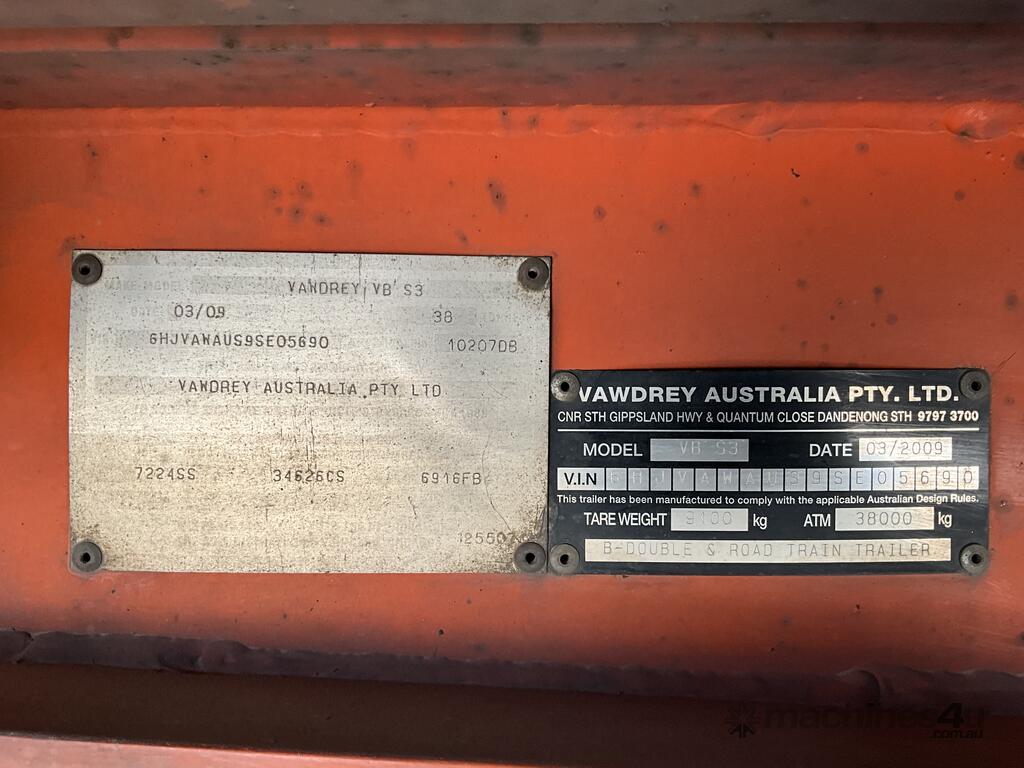 MAKE-MODEL VAWDREY VB S3
03/09 38
6HJVAWAUS9SE05690 10207DB
VAWDREY AUSTRALIA PTY LTD
7224SS 34626CS 6916FB
125507
VAWDREY AUSTRALIA PTY. LTD.
CNR STH GIPPSLAND HWY & QUANTUM CLOSE DANDENONG STH 9797 3700
MODEL VB S3 DATE 03/2009
V.I.N 6HJVAWAUS9SE05690
This trailer has been manufactured to comply with the applicable Australian Design Rules.
TARE WEIGHT 9100 kg ATM 38000 kg
B-DOUBLE & ROAD TRAIN TRAILER
machines4u
.com.au